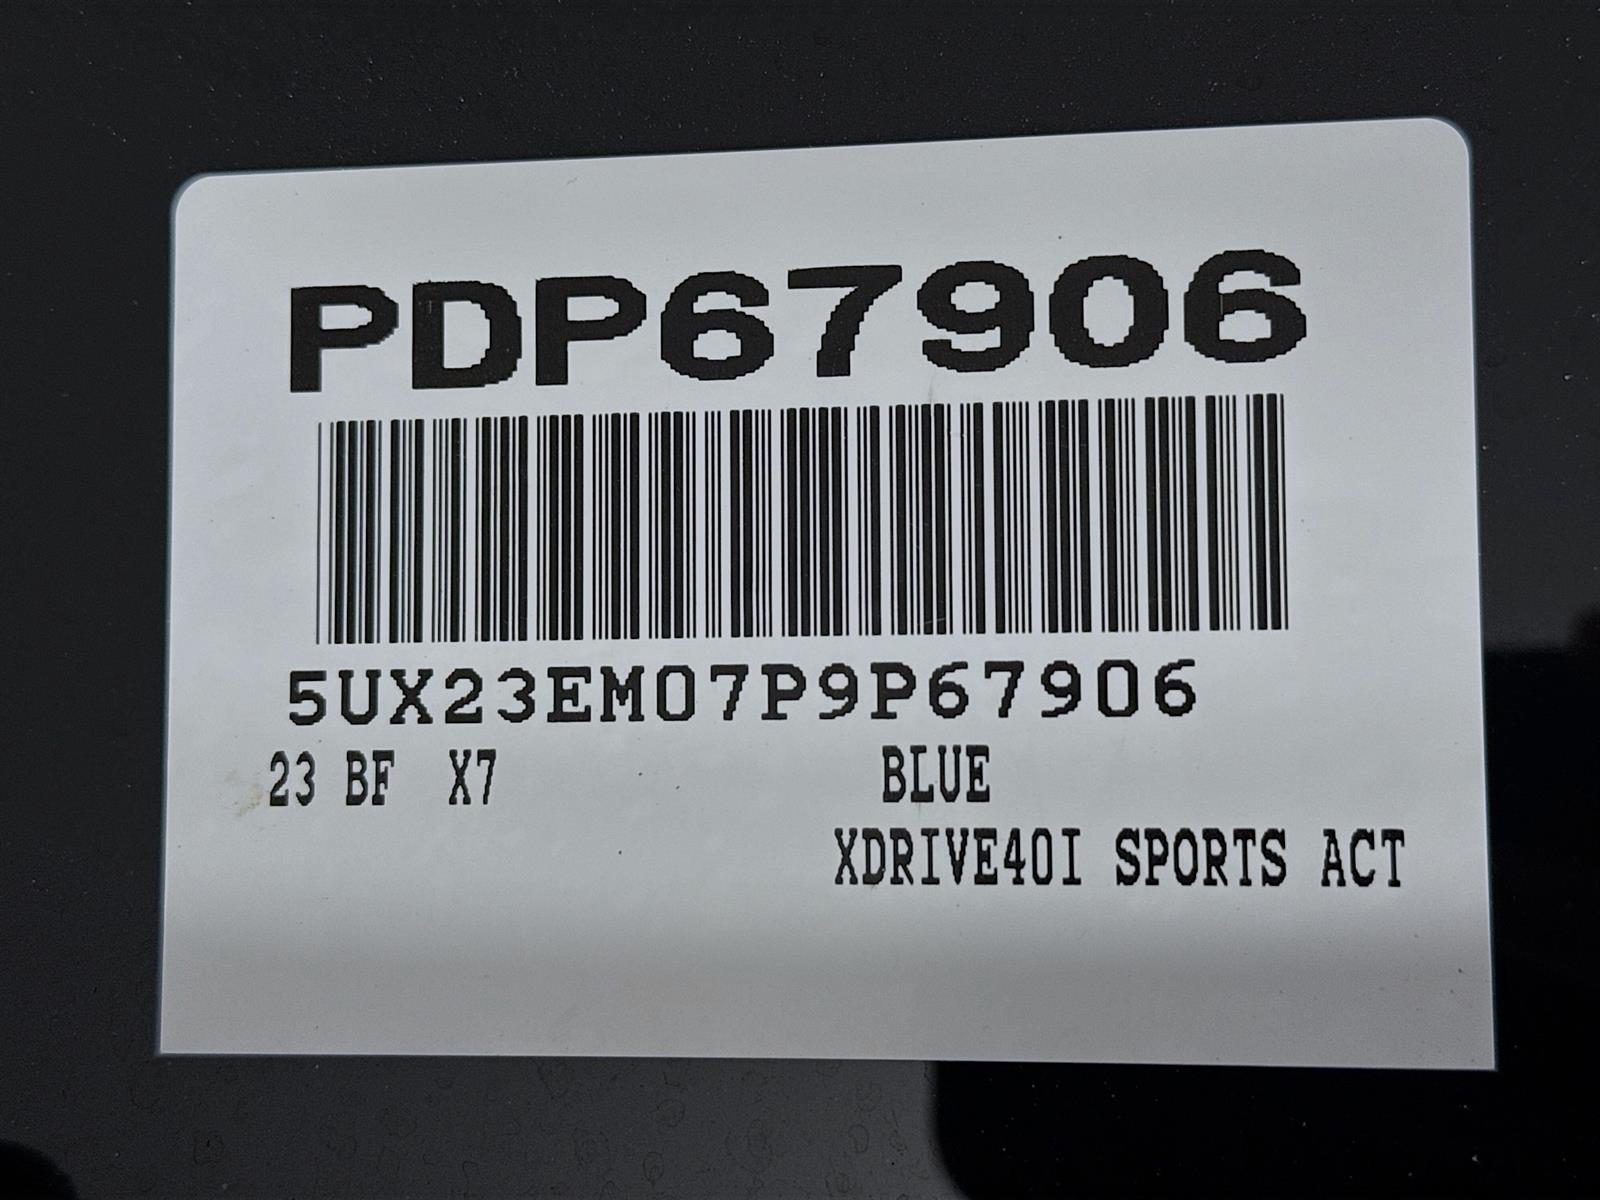 PDP67906
5UX23EM07P9P67906
23 BF X7 BLUE
XDRIVE40I SPORTS ACT